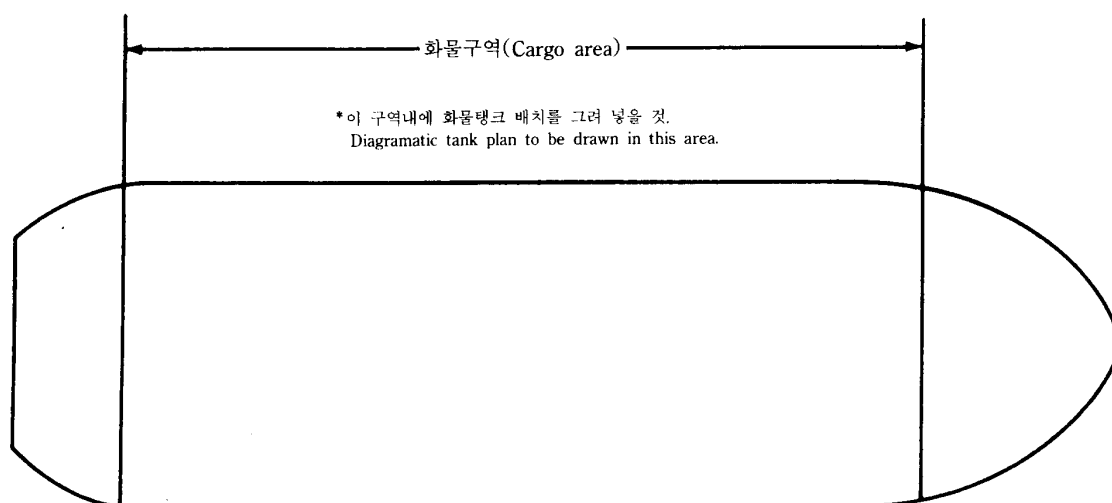 화물구역(Cargo area)
*이 구역내에 화물탱크 배치를 그려 넣을 것.
Diagramatic tank plan to be drawn in this area.